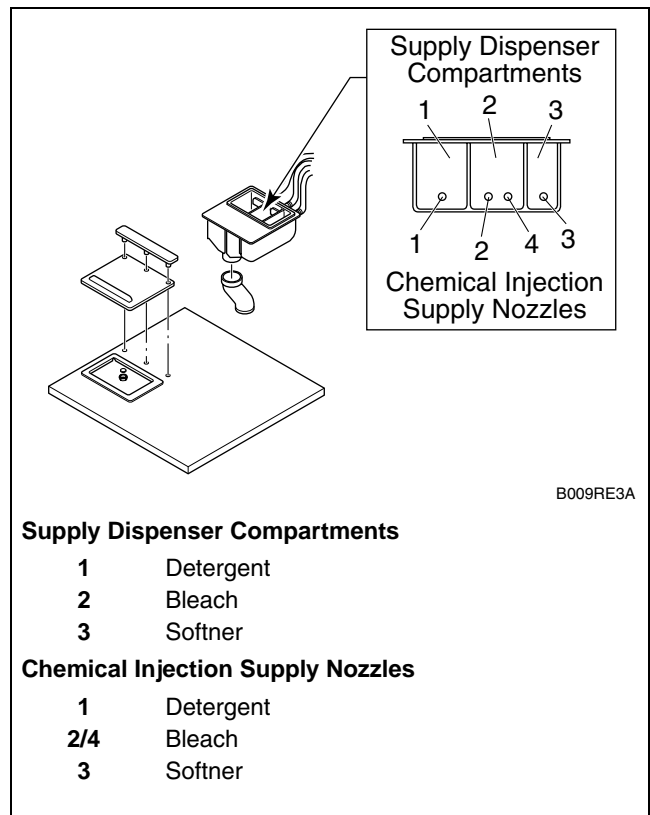 Supply Dispenser
Compartments
1 2 3
1 2 4 3
Chemical Injection
Supply Nozzles
B009RE3A
Supply Dispenser Compartments
1 Detergent
2 Bleach
3 Softner
Chemical Injection Supply Nozzles
1 Detergent
2/4 Bleach
3 Softner